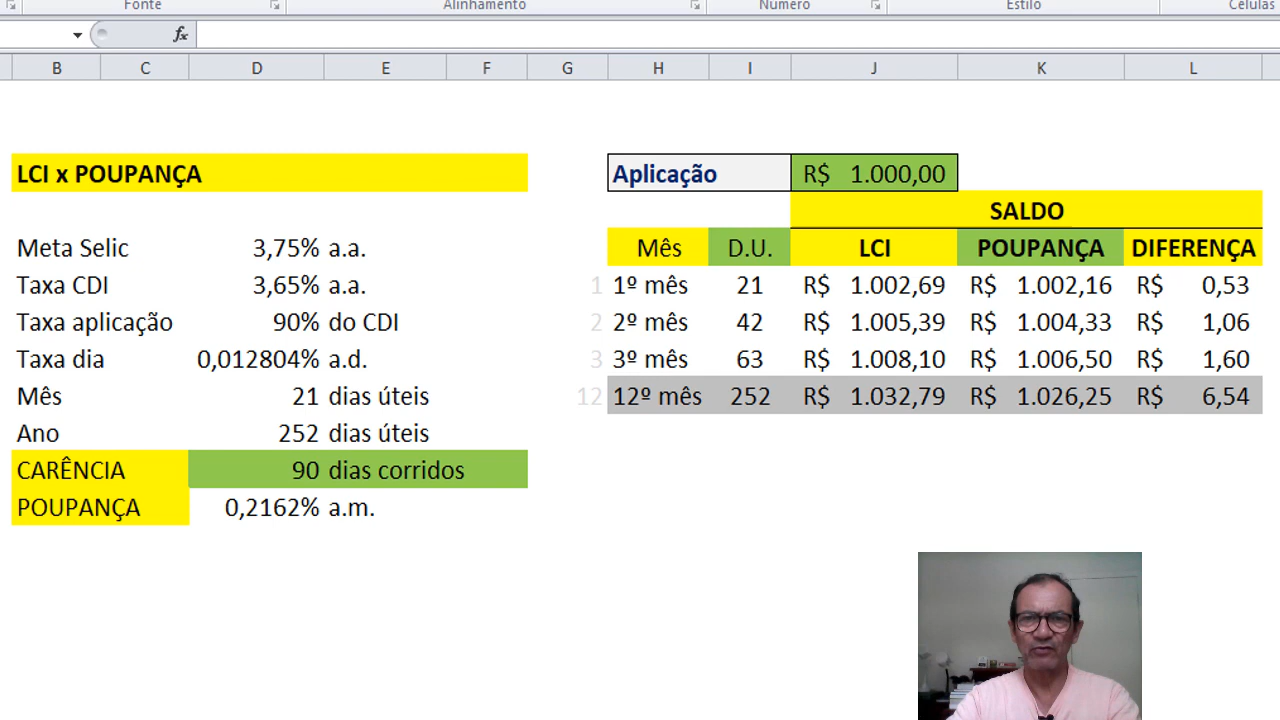 Fonte Alinhamento Número Estilo Células
fx
B C D E F G H I J K L
LCI x POUPANÇA
Aplicação R$ 1.000,00
SALDO
Meta Selic 3,75% a.a. Mês D.U. LCI POUPANÇA DIFERENÇA
Taxa CDI 3,65% a.a. 1 1º mês 21 R$ 1.002,69 R$ 1.002,16 R$ 0,53
Taxa aplicação 90% do CDI 2 2º mês 42 R$ 1.005,39 R$ 1.004,33 R$ 1,06
Taxa dia 0,012804% a.d. 3 3º mês 63 R$ 1.008,10 R$ 1.006,50 R$ 1,60
Mês 21 dias úteis 12 12º mês 252 R$ 1.032,79 R$ 1.026,25 R$ 6,54
Ano 252 dias úteis
CARÊNCIA 90 dias corridos
POUPANÇA 0,2162% a.m.